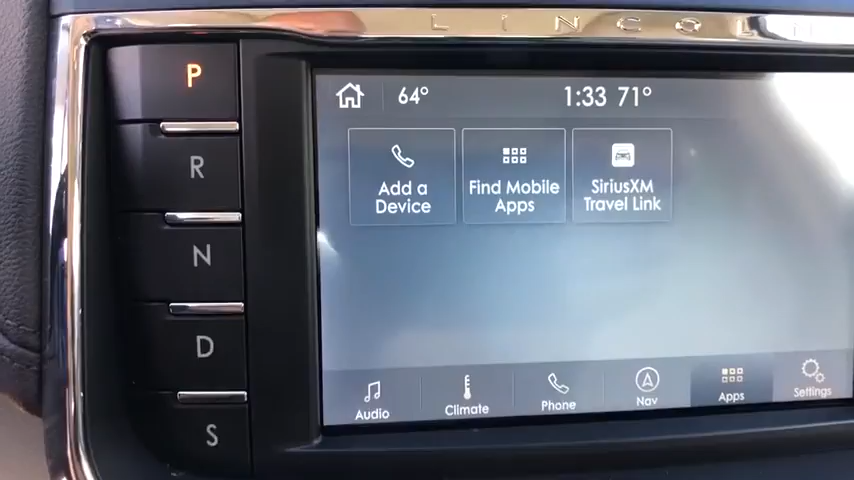 LINCOLN
P
R
N
D
S
64° 1:33 71°
Add a
Device
Find Mobile
Apps
SiriusXM
Travel Link
Audio Climate Phone Nav Apps Settings